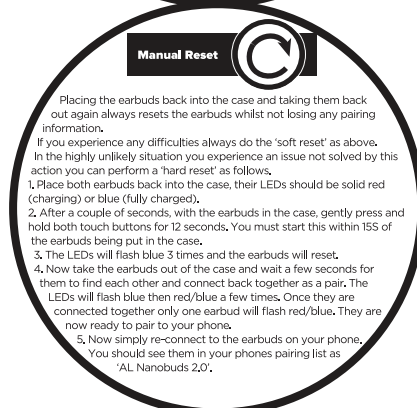 Manual Reset
Placing the earbuds back into the case and taking them back
out again always resets the earbuds whilst not losing any pairing
information.
If you experience any difficulties always do the 'soft reset' as above.
In the highly unlikely situation you experience an issue not solved by this
action you can perform a 'hard reset' as follows.
1. Place both earbuds back into the case, their LEDs should be solid red
(charging) or blue (fully charged).
2. After a couple of seconds, with the earbuds in the case, gently press and
hold both touch buttons for 12 seconds. You must start this within 15S of
the earbuds being put in the case.
3. The LEDs will flash blue 3 times and the earbuds will reset.
4. Now take the earbuds out of the case and wait a few seconds for
them to find each other and connect back together as a pair. The
LEDs will flash blue then red/blue a few times. Once they are
connected together only one earbud will flash red/blue. They are
now ready to pair to your phone.
5. Now simply re-connect to the earbuds on your phone.
You should see them in your phones pairing list as
'AL Nanobuds 2.0'.